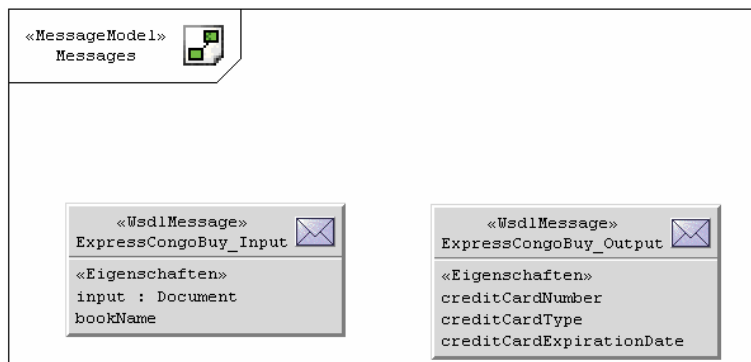 «MessageModel»
Messages
«WsdlMessage»
ExpressCongoBuy_Input
«Eigenschaften»
input : Document
bookName
«WsdlMessage»
ExpressCongoBuy_Output
«Eigenschaften»
creditCardNumber
creditCardType
creditCardExpirationDate